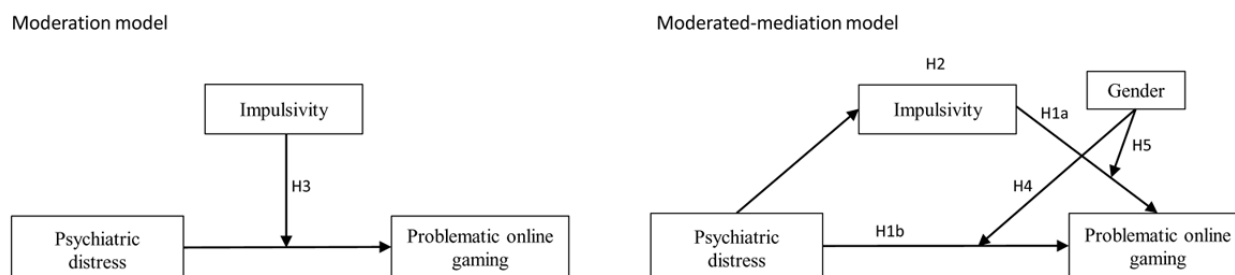 Moderation model
Impulsivity
H3
Psychiatric
distress
Problematic online
gaming
Moderated-mediation model
H2
Impulsivity
Gender
H1a
H5
H4
Psychiatric
distress
H1b
Problematic online
gaming